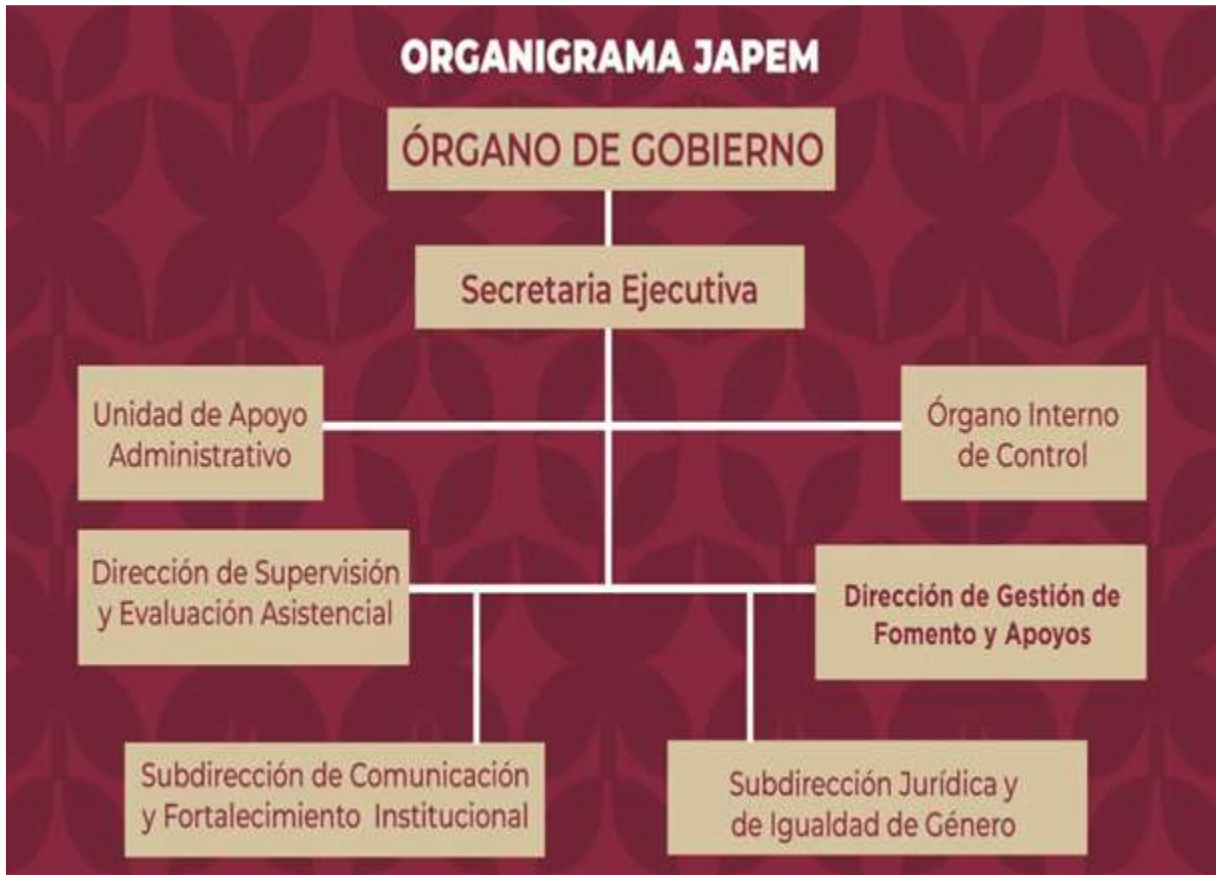 ORGANIGRAMA JAPEM
ÓRGANO DE GOBIERNO
Secretaria Ejecutiva
Unidad de Apoyo
Administrativo
Órgano Interno
de Control
Dirección de Supervisión
y Evaluación Asistencial
Dirección de Gestión de
Fomento y Apoyos
Subdirección de Comunicación
y Fortalecimiento Institucional
Subdirección Jurídica y
de Igualdad de Género